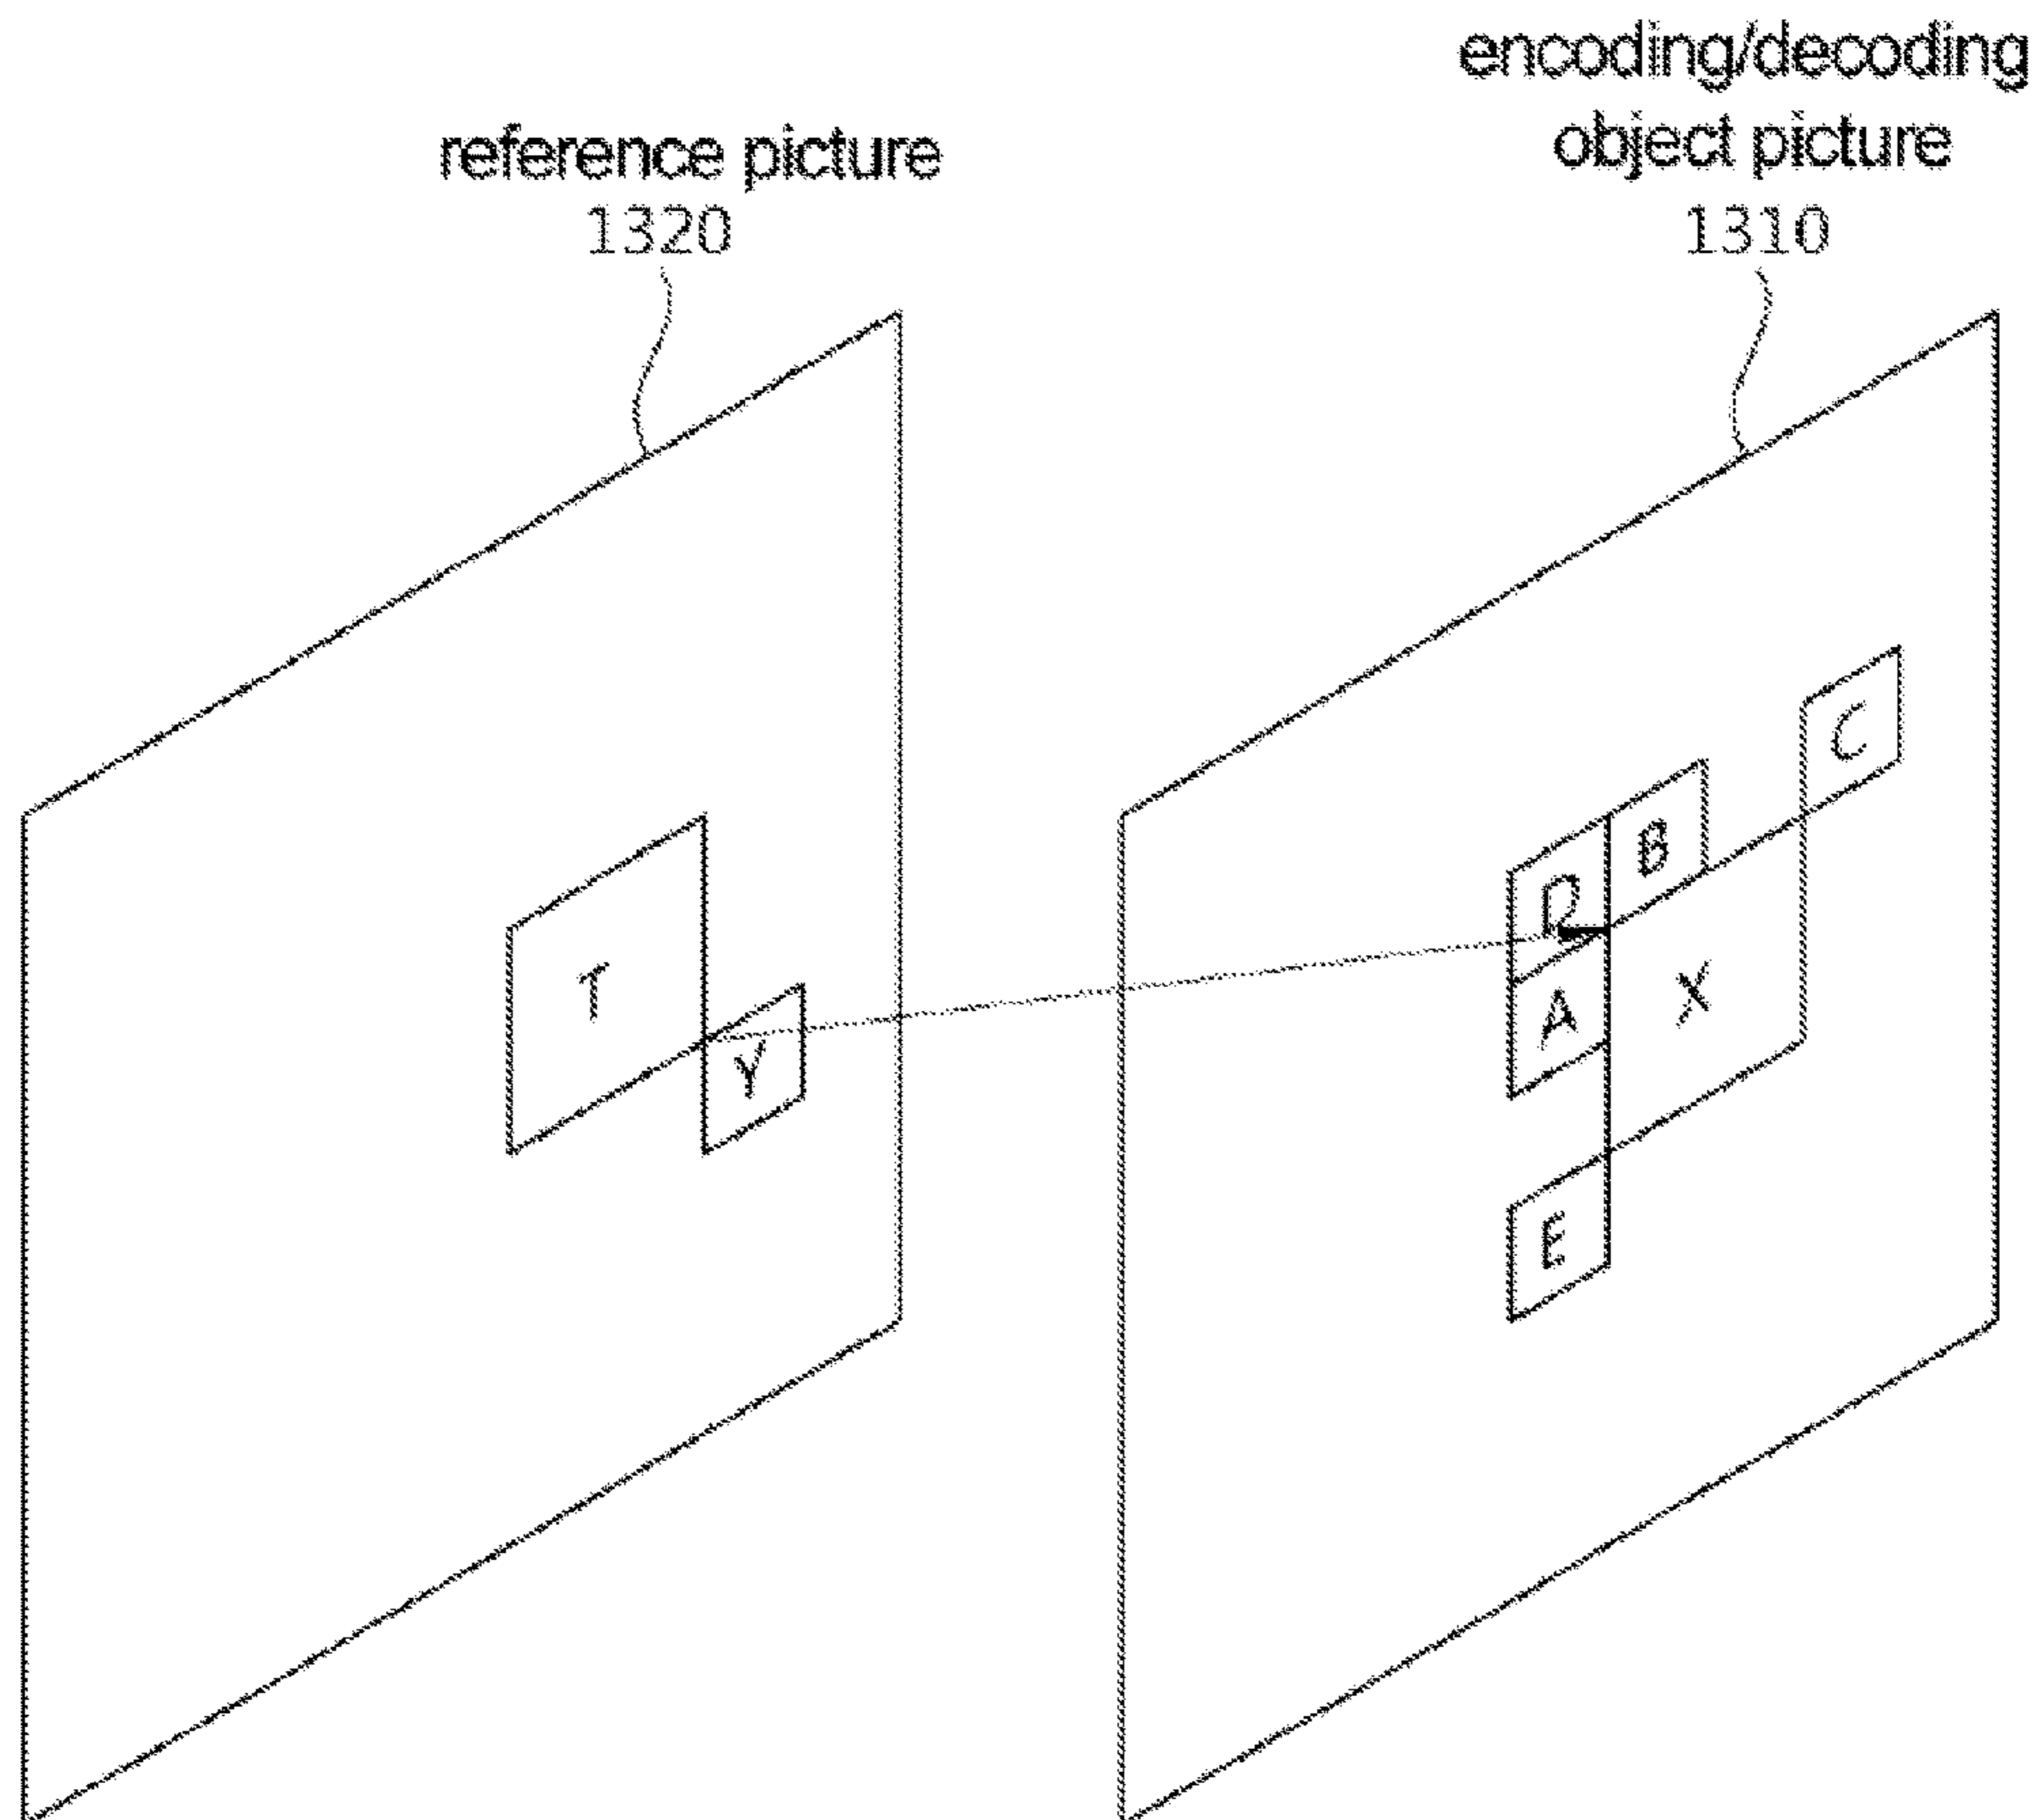 encoding/decoding
object picture
1310
reference picture
1320
C
B
D
A
X
E
T
Y